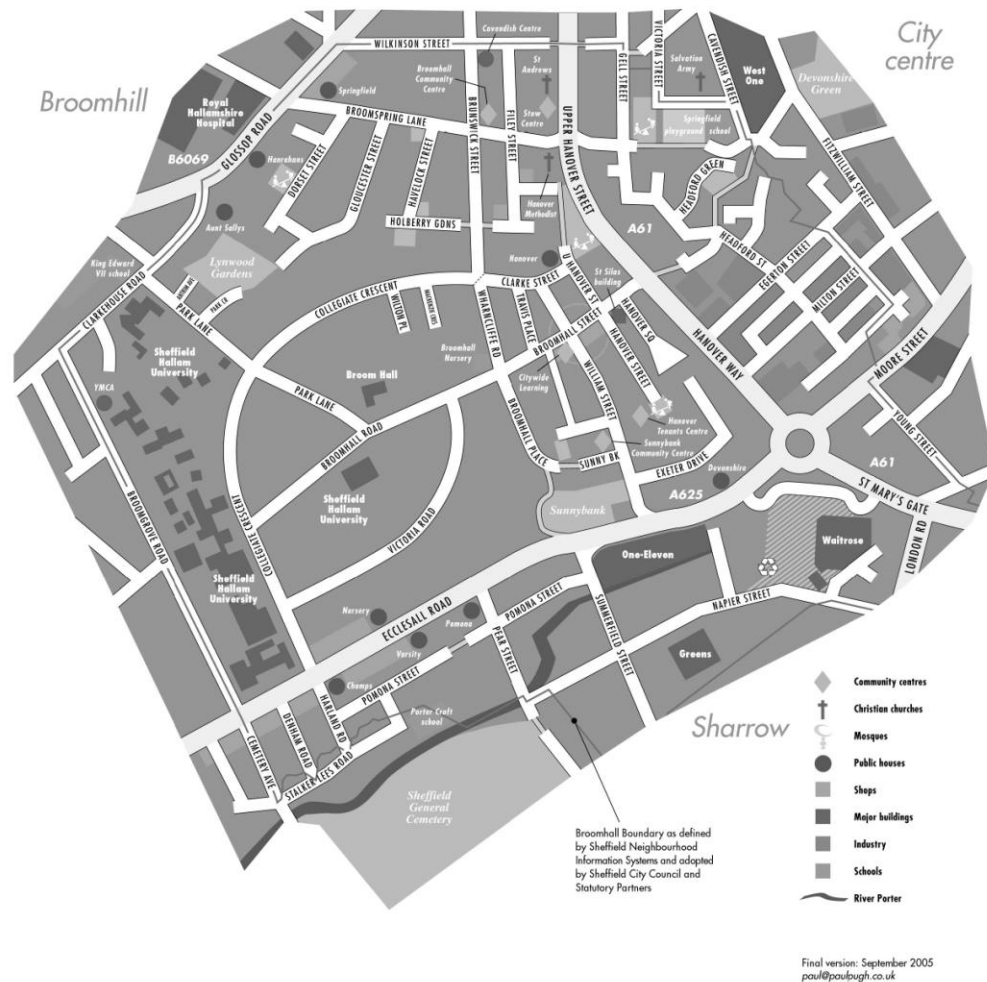 City
centre
Broomhill
Sharrow
Cavendish Centre
WILKINSON STREET
St
Andrews
Broomhall
Community
Centre
Springfield
Royal
Hallamshire
Hospital
B6069
GLOSSOP ROAD
BROOMSPRING LANE
BRUNSWICK STREET
FILEY STREET
Stow
Centre
UPPER HANOVER STREET
GELL STREET
VICTORIA STREET
Salvation
Army
CAVENDISH STREET
West
One
Devonshire
Green
Springfield
playground school
FITZWILLIAM STREET
Hanrahans
DORSET STREET
GLOUCESTER STREET
HAVELOCK STREET
Hanover
Methodist
HEADFORD GREEN
HOLBERRY GDNS
Aunt Sallys
Lynwood
Gardens
King Edward
VII school
CLARKEHOUSE ROAD
PARK LANE
PARK CR
COLLEGIATE CRESCENT
WILTON PL
CLARKE STREET
Hanover
U HANOVER ST
A61
St Silas
building
HEADFORD ST
EGERTON STREET
MILTON STREET
MOORE STREET
HANOVER SQ
HANOVER WAY
HANOVER STREET
TRAVIS PLACE
WHARNCLIFFE RD
BROOMHALL STREET
WILLIAM STREET
Broomhall
Nursery
Citywide
Learning
Sheffield
Hallam
University
YMCA
Broom Hall
PARK LANE
BROOMHALL ROAD
BROOMHALL PLACE
Hanover
Tenants Centre
Sunnybank
Community Centre
SUNNY BK
EXETER DRIVE
Devonshire
YOUNG STREET
A61
ST MARY'S GATE
A625
Sunnybank
Sheffield
Hallam
University
VICTORIA ROAD
BROOMGROVE ROAD
COLLEGIATE CRESCENT
Sheffield
Hallam
University
One-Eleven
Waitrose
LONDON RD
NAPIER STREET
Nursery
ECCLESALL ROAD
Pomona
POMONA STREET
SUMMERFIELD STREET
PEAR STREET
Greens
Varsity
Champs
POMONA STREET
HARLAND RD
DENHAM ROAD
CEMETERY AVE
Porter Croft
school
STALKER LEES ROAD
Sheffield
General
Cemetery
Broomhall Boundary as defined
by Sheffield Neighbourhood
Information Systems and adopted
by Sheffield City Council and
Statutory Partners
Community centres
Christian churches
Mosques
Public houses
Shops
Major buildings
Industry
Schools
River Porter
Final version: September 2005
paul@paulpugh.co.uk